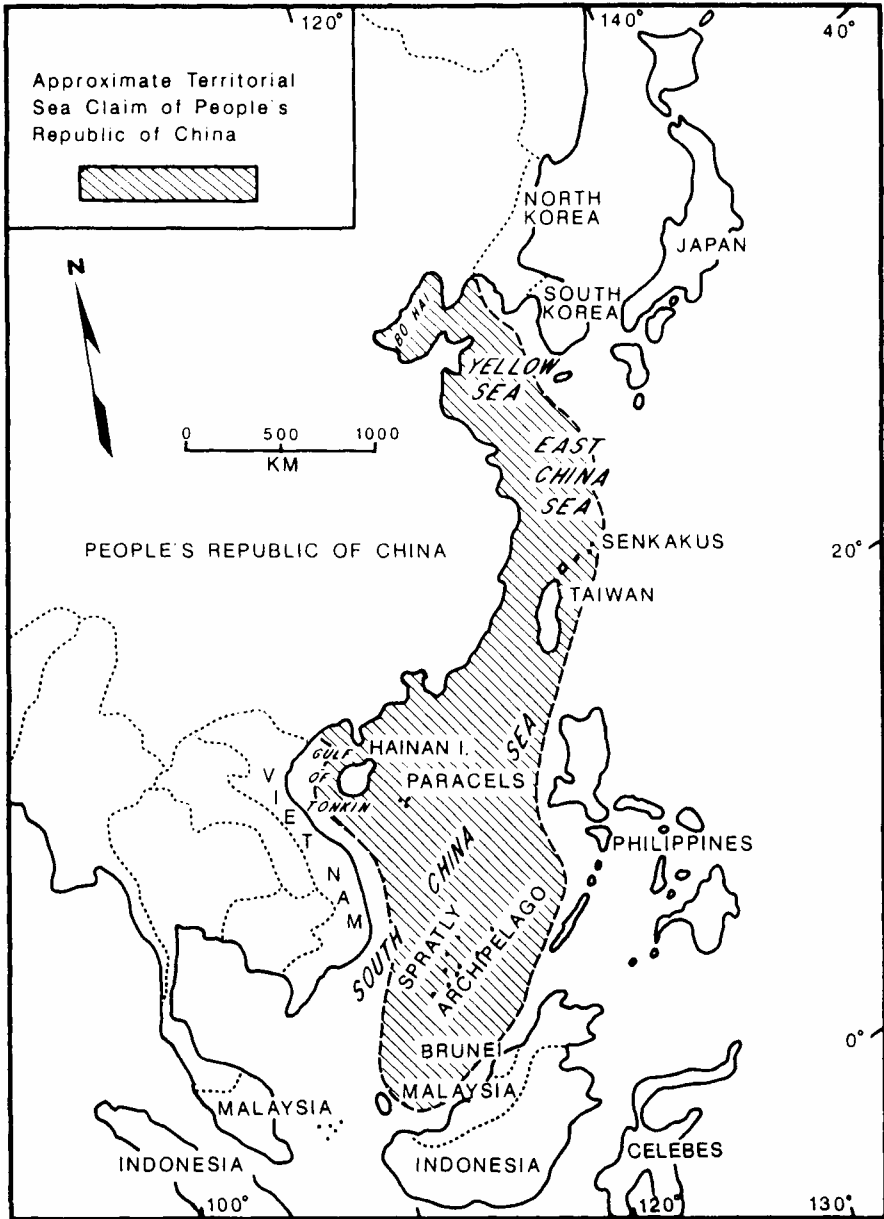 120°
140°
40°
Approximate Territorial
Sea Claim of People's
Republic of China
N
NORTH
KOREA
JAPAN
SOUTH
KOREA
BO HAI
YELLOW
SEA
0 500 1000
KM
EAST
CHINA
SEA
PEOPLE'S REPUBLIC OF CHINA
SENKAKUS
20°
TAIWAN
SEA
GULF
OF
TONKIN
HAINAN I.
PARACELS
VIET NAM
CHINA
PHILIPPINES
SOUTH
SPRATLY
ARCHIPELAGO
BRUNEI
0°
MALAYSIA
MALAYSIA
INDONESIA
INDONESIA
CELEBES
100°
120°
130°